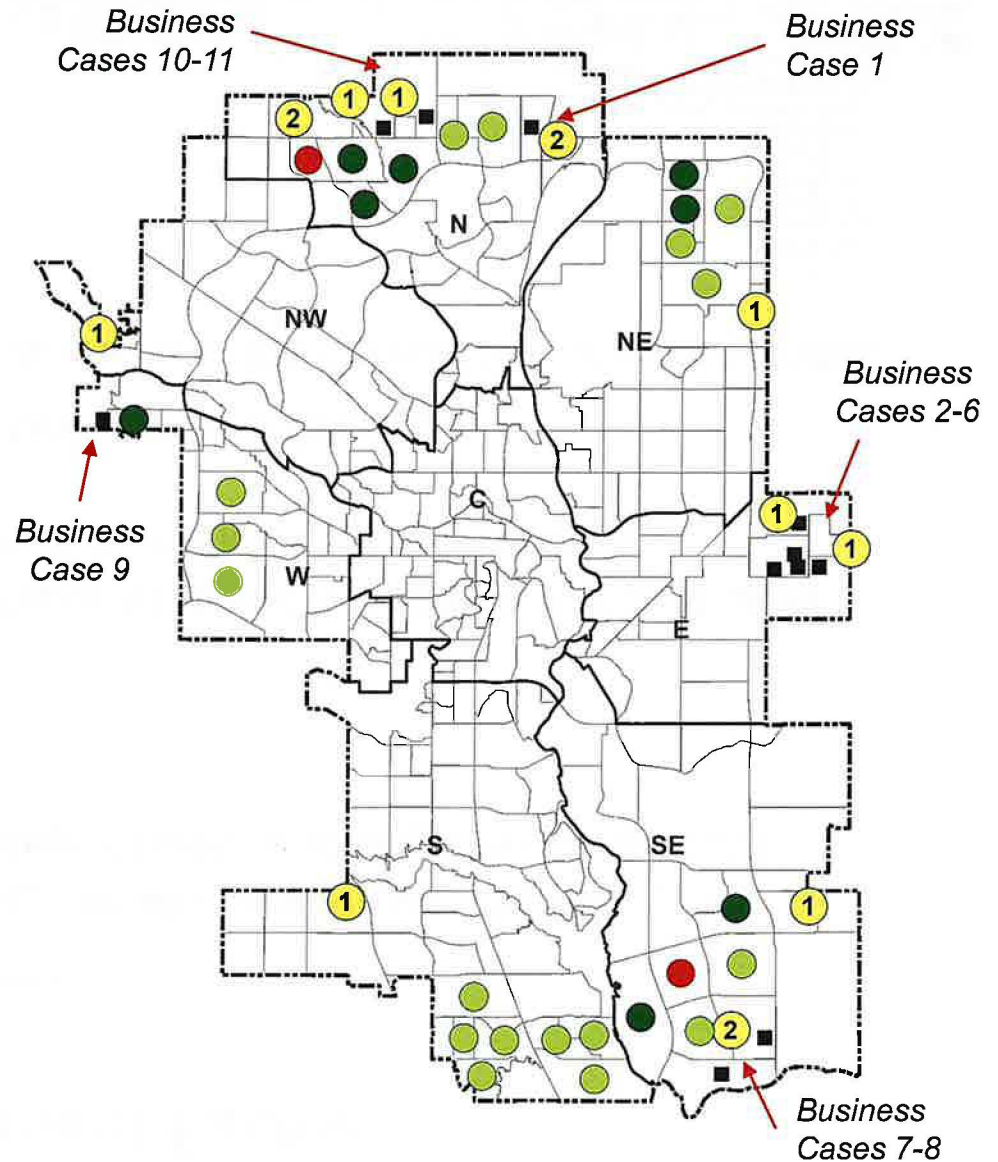 Business
Cases 10-11
Business
Case 1
1
1
2
2
N
NW
1
1
NE
Business
Cases 2-6
C
1
1
Business
Case 9
W
E
S
SE
1
1
2
Business
Cases 7-8